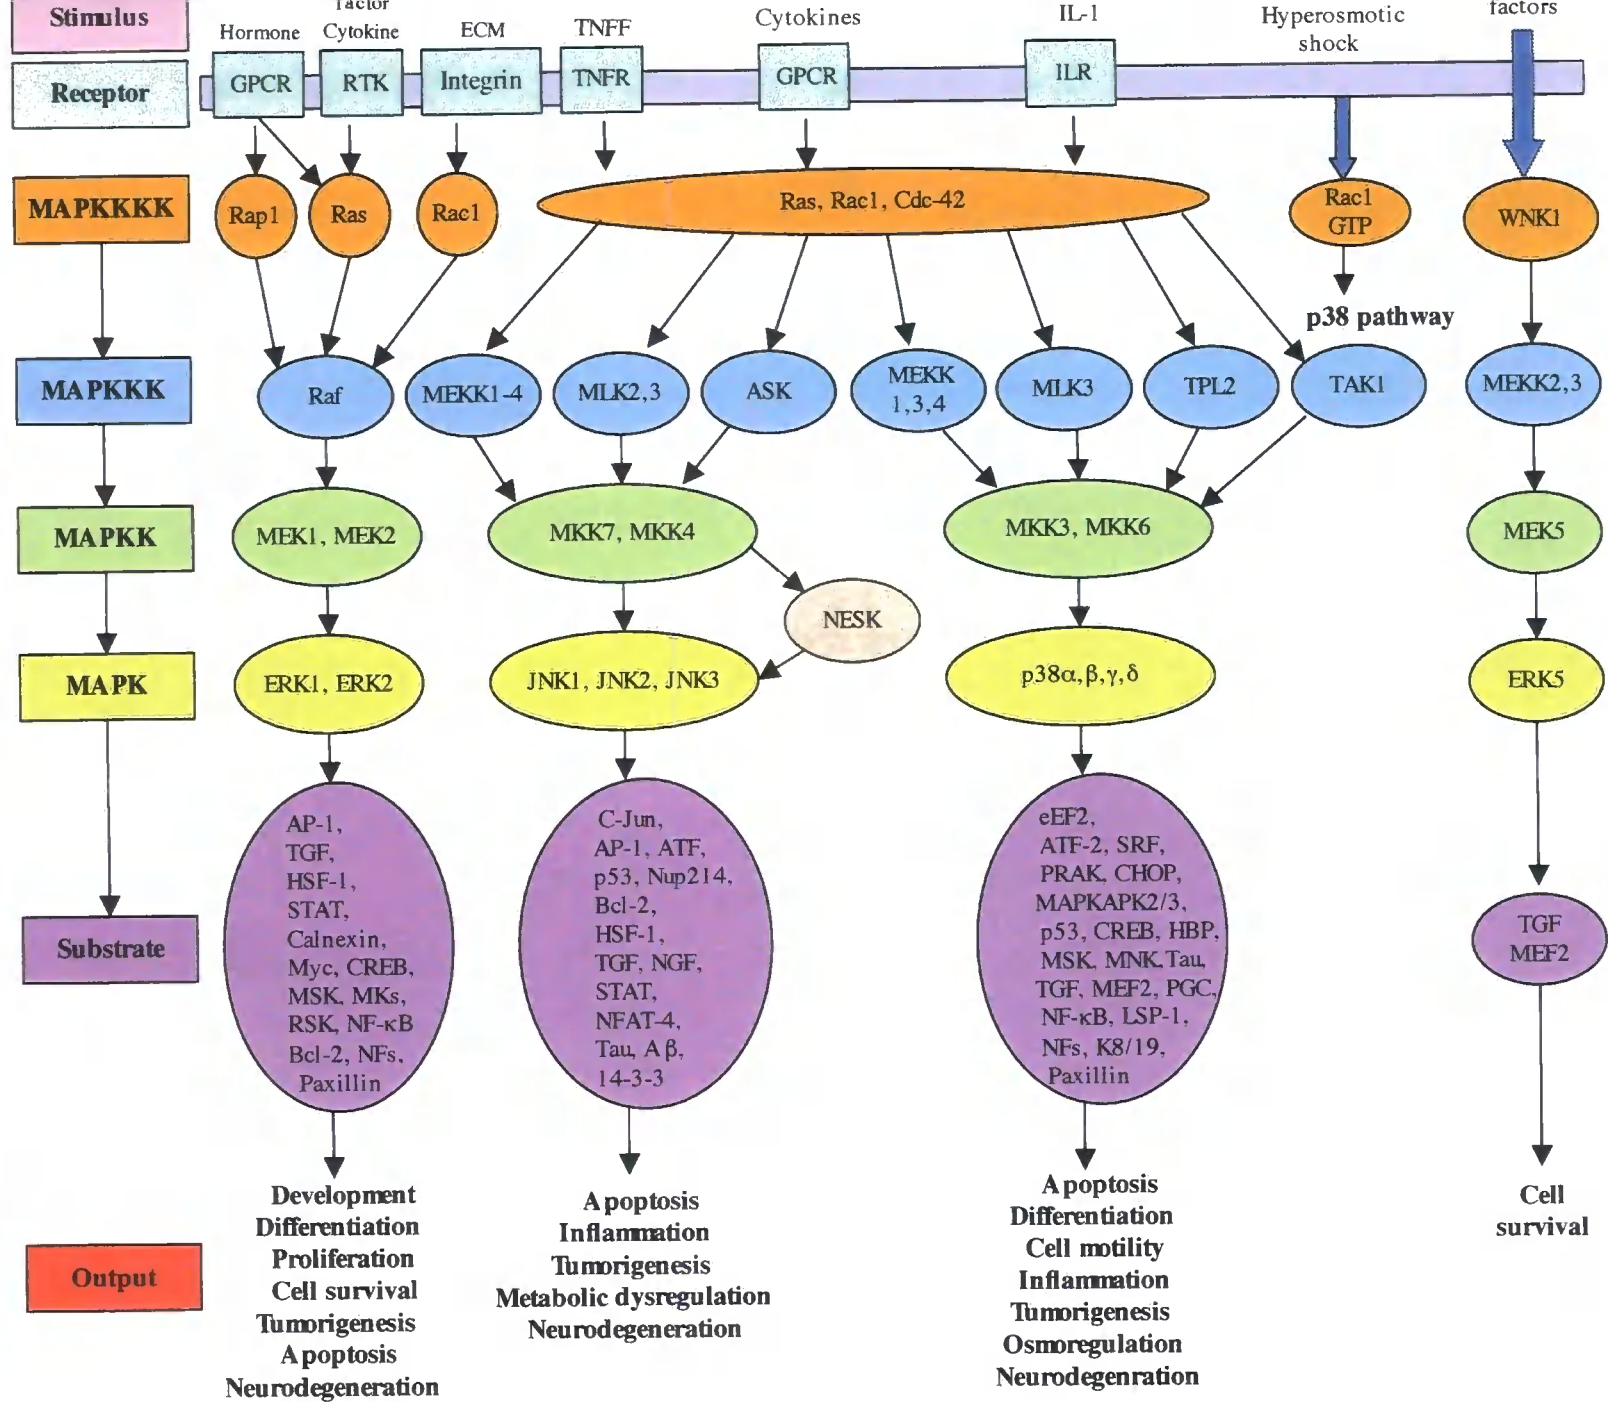 Stimulus
factor
factors
Hormone
Cytokine
ECM
TNFF
Cytokines
IL-1
Hyperosmotic
shock
Receptor
GPCR
RTK
Integrin
TNFR
GPCR
ILR
MAPKKKK
Rap1
Ras
Rac1
Ras, Rac1, Cdc-42
Rac1
GTP
WNK1
p38 pathway
MAPKKK
Raf
MEKK1-4
MLK2,3
ASK
MEKK
1,3,4
MLK3
TPL2
TAK1
MEKK2,3
MAPKK
MEK1, MEK2
MKK7, MKK4
MKK3, MKK6
MEK5
NESK
MAPK
ERK1, ERK2
JNK1, JNK2, JNK3
p38α,β,γ,δ
ERK5
Substrate
AP-1,
TGF,
HSF-1,
STAT,
Calnexin,
Myc, CREB,
MSK, MKs,
RSK, NF-κB
Bcl-2, NFs,
Paxillin
C-Jun,
AP-1, ATF,
p53, Nup214,
Bcl-2,
HSF-1,
TGF, NGF,
STAT,
NFAT-4,
Tau, Aβ,
14-3-3
eEF2,
ATF-2, SRF,
PRAK, CHOP,
MAPKAPK2/3,
p53, CREB, HBP,
MSK, MNK,Tau,
TGF, MEF2, PGC,
NF-κB, LSP-1,
NFs, K8/19,
Paxillin
TGF
MEF2
Output
Development
Differentiation
Proliferation
Cell survival
Tumorigenesis
Apoptosis
Neurodegeneration
Apoptosis
Inflammation
Tumorigenesis
Metabolic dysregulation
Neurodegeneration
Apoptosis
Differentiation
Cell motility
Inflammation
Tumorigenesis
Osmoregulation
Neurodegenration
Cell
survival